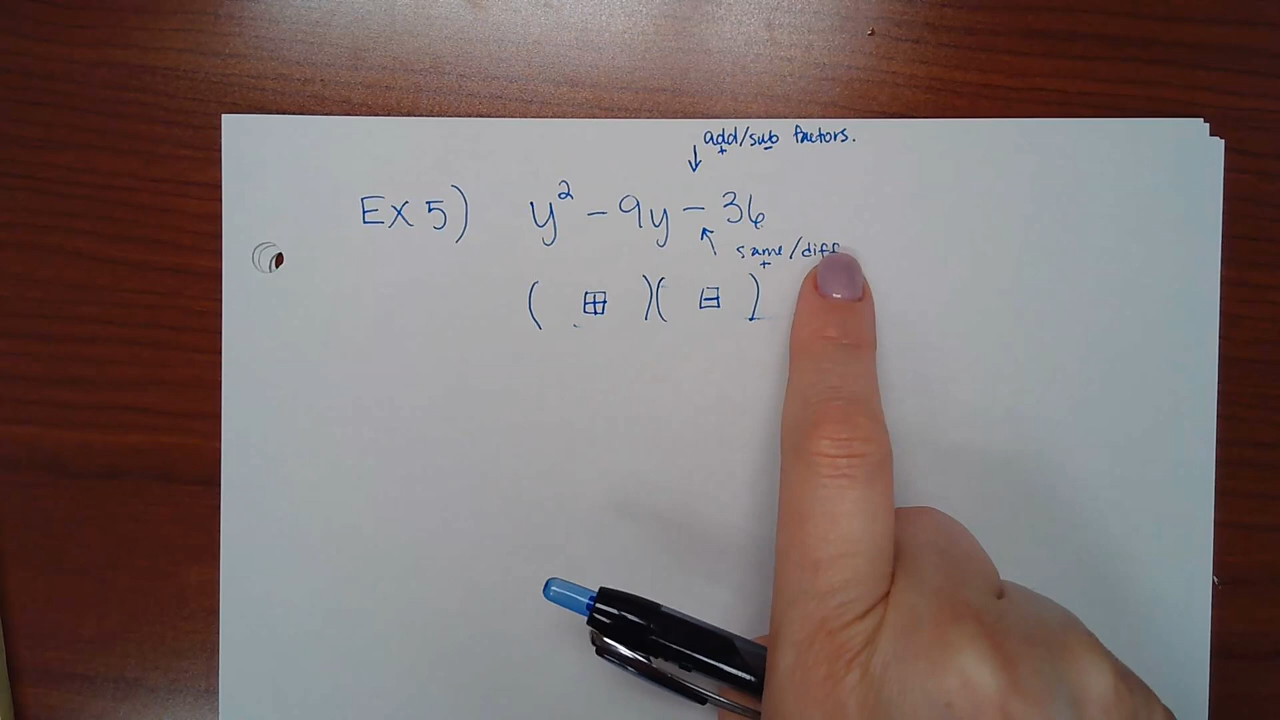 add/sub factors.
+ -
EX 5) y² - 9y - 36
same/diff
+
( + )( - )